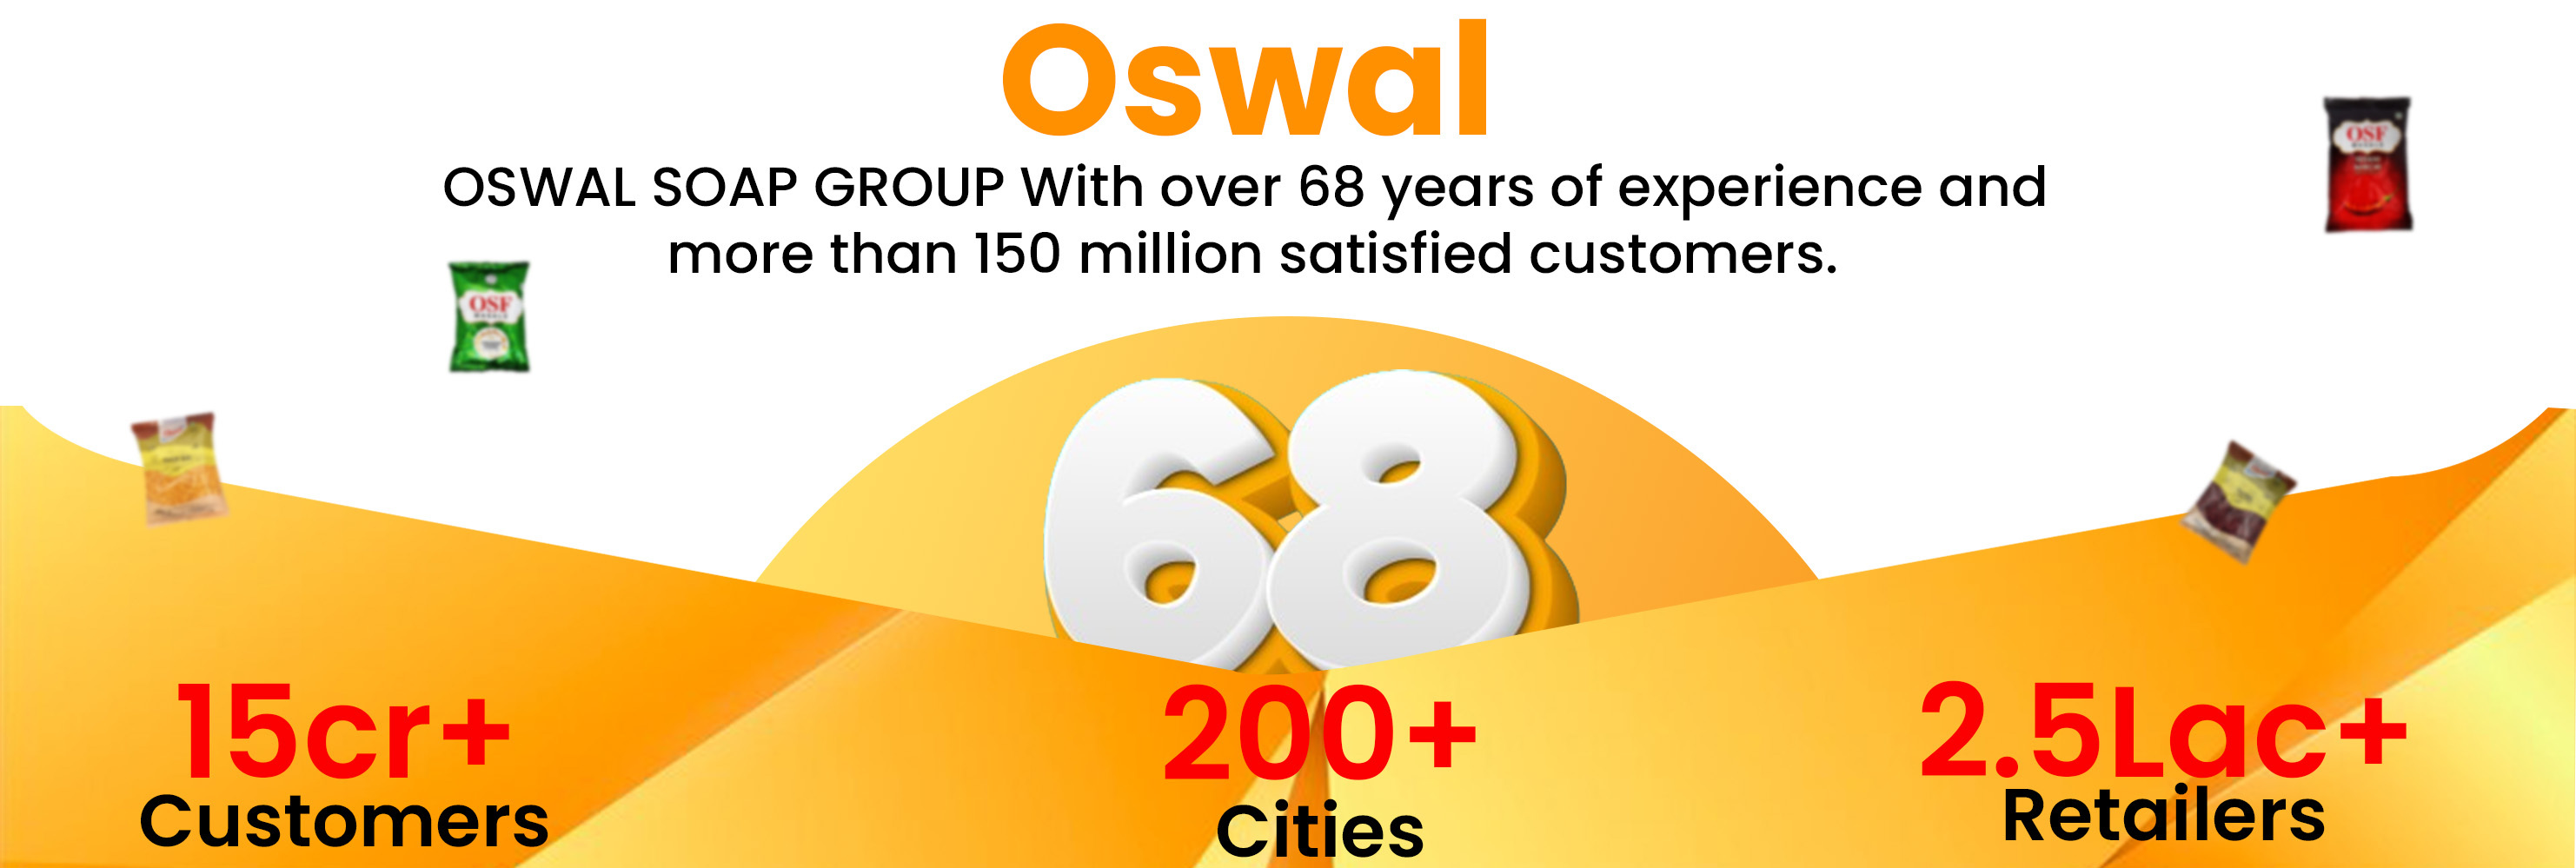 Oswal
OSWAL SOAP GROUP With over 68 years of experience and
more than 150 million satisfied customers.
OSF
OSF
68
15cr+
Customers
200+
Cities
2.5Lac+
Retailers